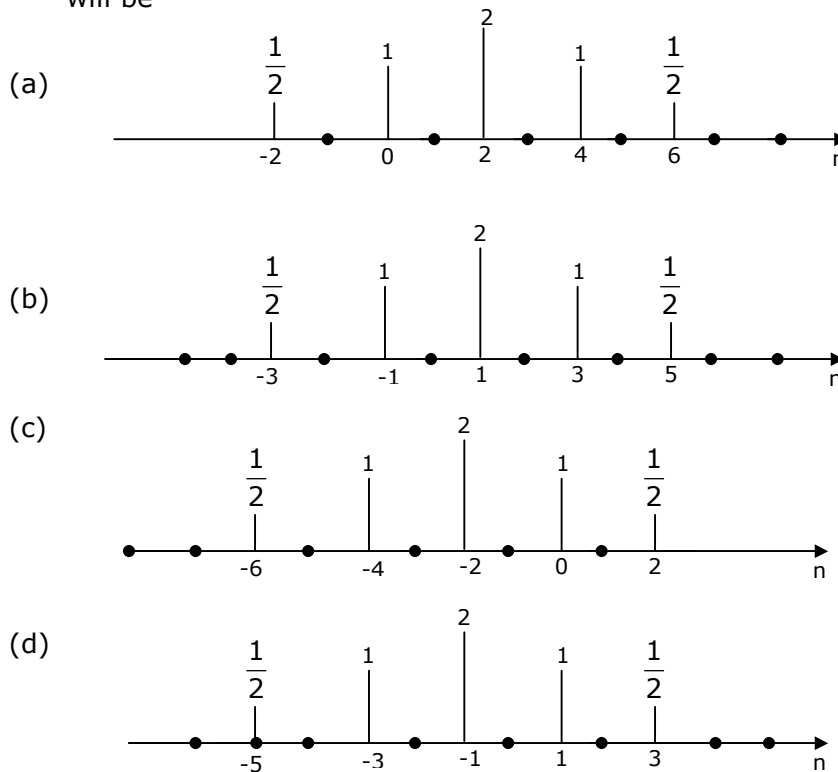 will be
(a)
1/2 1 2 1 1/2
-2 0 2 4 6 n
(b)
1/2 1 2 1 1/2
-3 -1 1 3 5 n
(c)
1/2 1 2 1 1/2
-6 -4 -2 0 2 n
(d)
1/2 1 2 1 1/2
-5 -3 -1 1 3 n